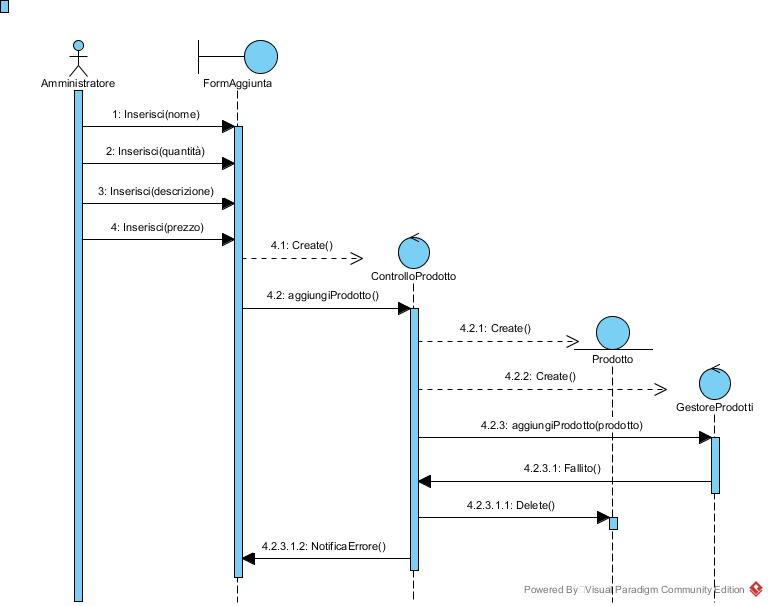 Amministratore
FormAggiunta
1: Inserisci(nome)
2: Inserisci(quantità)
3: Inserisci(descrizione)
4: Inserisci(prezzo)
4.1: Create()
ControlloProdotto
4.2: aggiungiProdotto()
4.2.1: Create()
Prodotto
4.2.2: Create()
GestoreProdotti
4.2.3: aggiungiProdotto(prodotto)
4.2.3.1: Fallito()
4.2.3.1.1: Delete()
4.2.3.1.2: NotificaErrore()
Powered By Visual Paradigm Community Edition